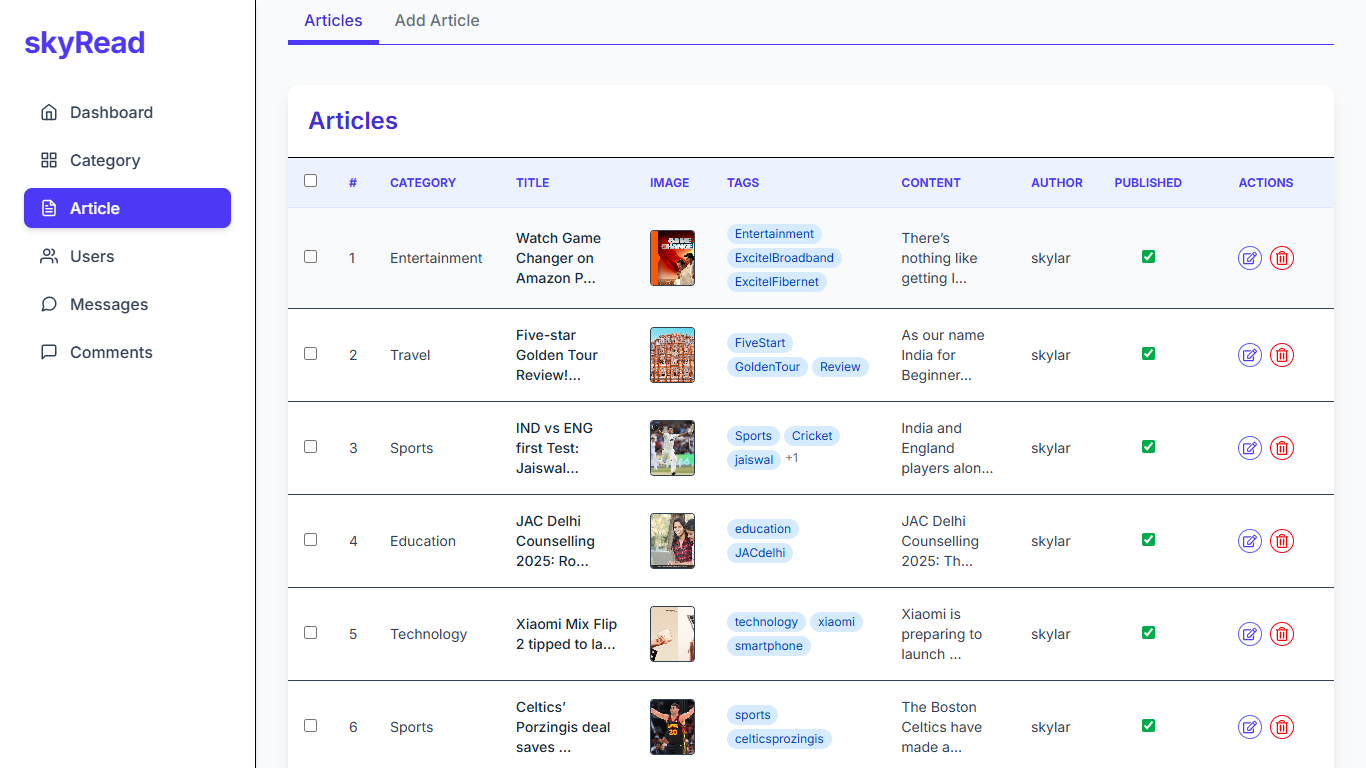 skyRead
Dashboard
Category
Article
Users
Messages
Comments
Articles Add Article
Articles
# CATEGORY TITLE IMAGE TAGS CONTENT AUTHOR PUBLISHED ACTIONS
1 Entertainment
Watch Game
Changer on
Amazon P...
Entertainment
ExcitelBroadband
ExcitelFibernet
There’s
nothing like
getting I...
skylar
2 Travel
Five-star
Golden Tour
Review!...
FiveStart
GoldenTour Review
As our name
India for
Beginner...
skylar
3 Sports
IND vs ENG
first Test:
Jaiswal...
Sports Cricket
jaiswal +1
India and
England
players alon...
skylar
4 Education
JAC Delhi
Counselling
2025: Ro...
education
JACdelhi
JAC Delhi
Counselling
2025: Th...
skylar
5 Technology
Xiaomi Mix Flip
2 tipped to la...
technology xiaomi
smartphone
Xiaomi is
preparing to
launch ...
skylar
6 Sports
Celtics’
Porzingis deal
saves ...
20
sports
celticsprozingis
The Boston
Celtics have
made a...
skylar